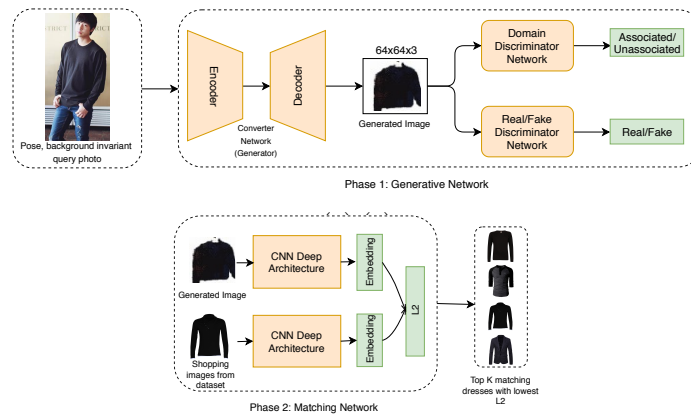 Pose, background invariant
query photo
Encoder
Decoder
Converter
Network
(Generator)
64x64x3
Generated Image
Domain
Discriminator
Network
Associated/
Unassociated
Real/Fake
Discriminator
Network
Real/Fake
Phase 1: Generative Network
Generated Image
CNN Deep
Architecture
Embedding
Shopping
images from
dataset
CNN Deep
Architecture
Embedding
L2
Top K matching
dresses with lowest
L2
Phase 2: Matching Network